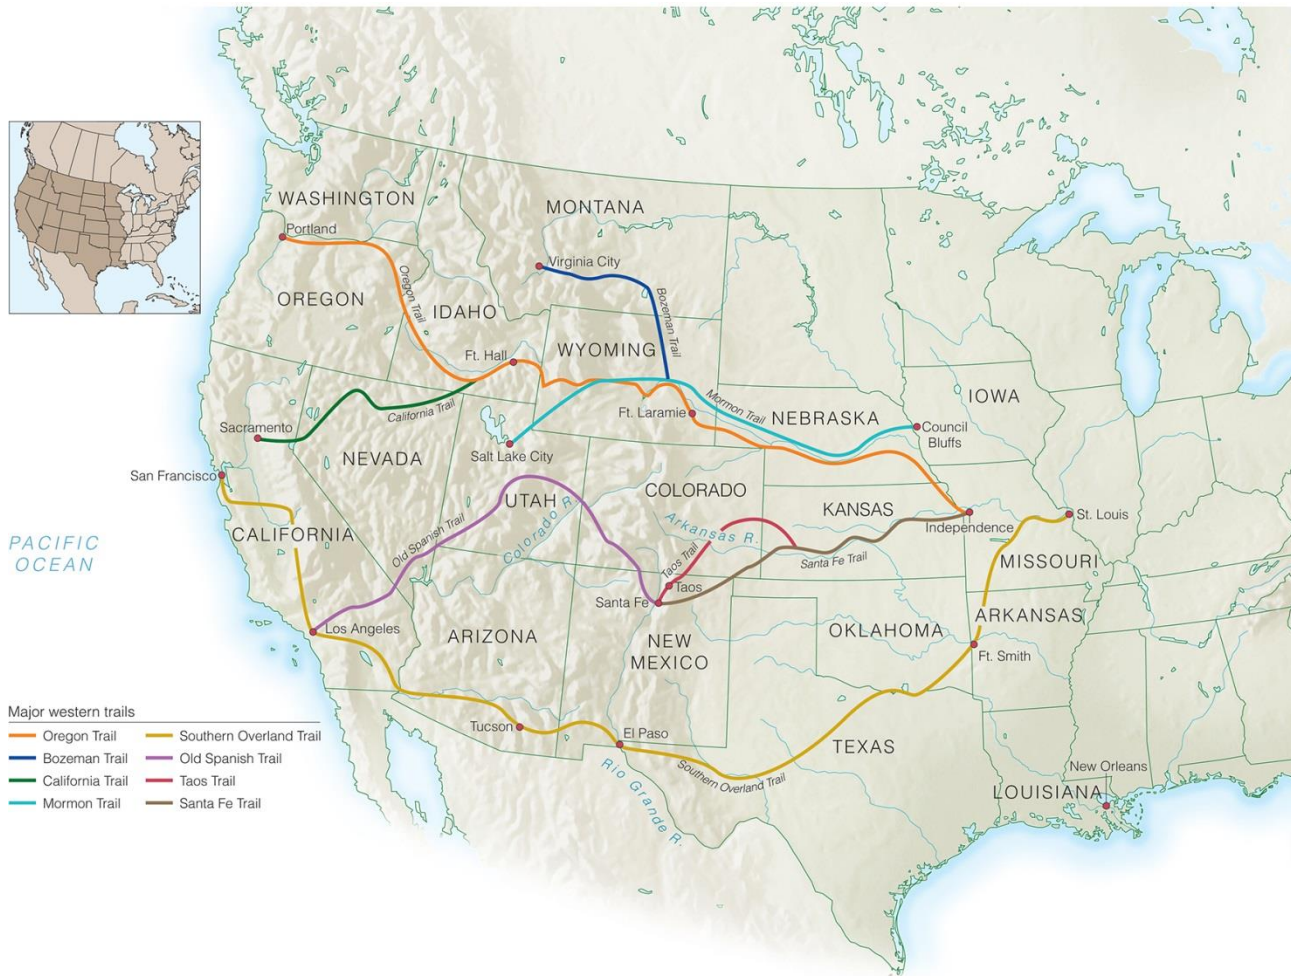 WASHINGTON
Portland
MONTANA
Virginia City
Oregon Trail
OREGON
IDAHO
Bozeman Trail
Ft. Hall
WYOMING
California Trail
Ft. Laramie
Mormon Trail
NEBRASKA
IOWA
Council
Bluffs
Sacramento
NEVADA
Salt Lake City
San Francisco
UTAH
COLORADO
KANSAS
Colorado R.
Arkansas R.
Independence
St. Louis
PACIFIC
OCEAN
CALIFORNIA
Old Spanish Trail
Taos Trail
Santa Fe Trail
MISSOURI
Taos
Santa Fe
Los Angeles
ARIZONA
NEW
MEXICO
OKLAHOMA
ARKANSAS
Ft. Smith
Tucson
El Paso
Southern Overland Trail
TEXAS
Rio Grande R.
New Orleans
LOUISIANA
Major western trails
Oregon Trail
Bozeman Trail
California Trail
Mormon Trail
Southern Overland Trail
Old Spanish Trail
Taos Trail
Santa Fe Trail